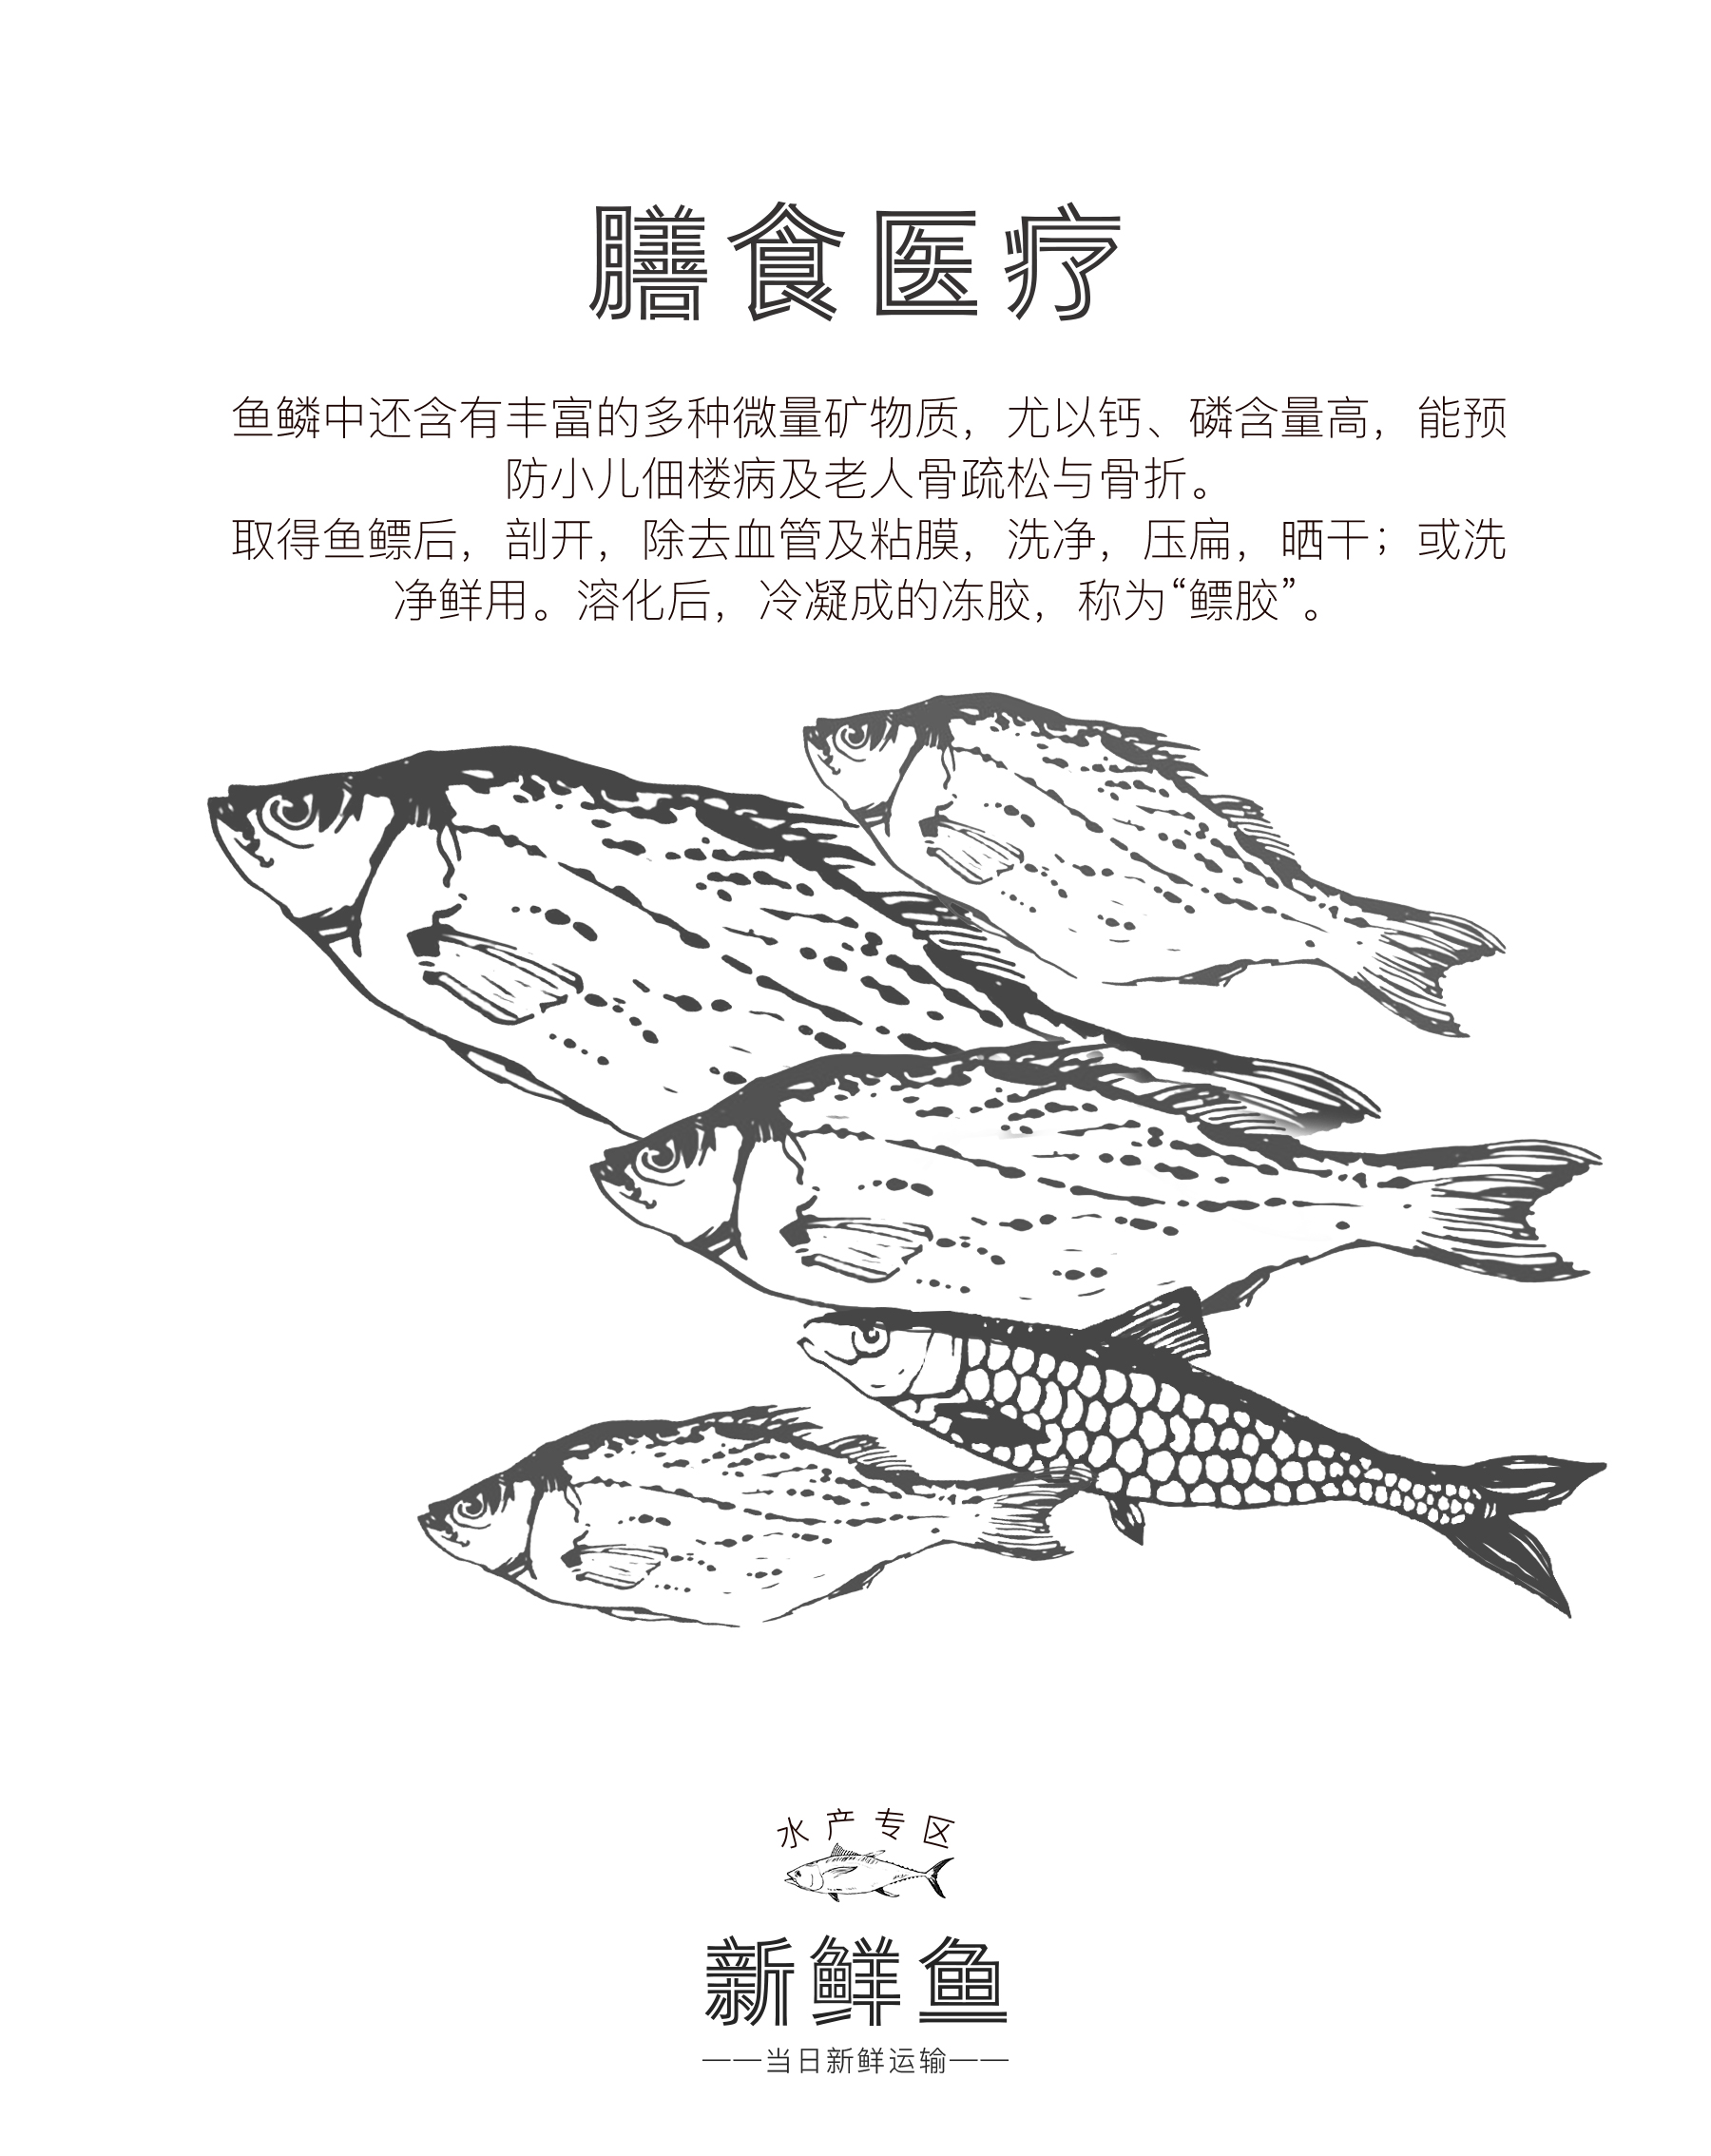 膳食医疗
鱼鳞中还含有丰富的多种微量矿物质，尤以钙、磷含量高，能预
防小儿佃楼病及老人骨疏松与骨折。
取得鱼鳔后，剖开，除去血管及粘膜，洗净，压扁，晒干；或洗
净鲜用。溶化后，冷凝成的冻胶，称为“鳔胶”。
水产专区
新鲜鱼
——当日新鲜运输——